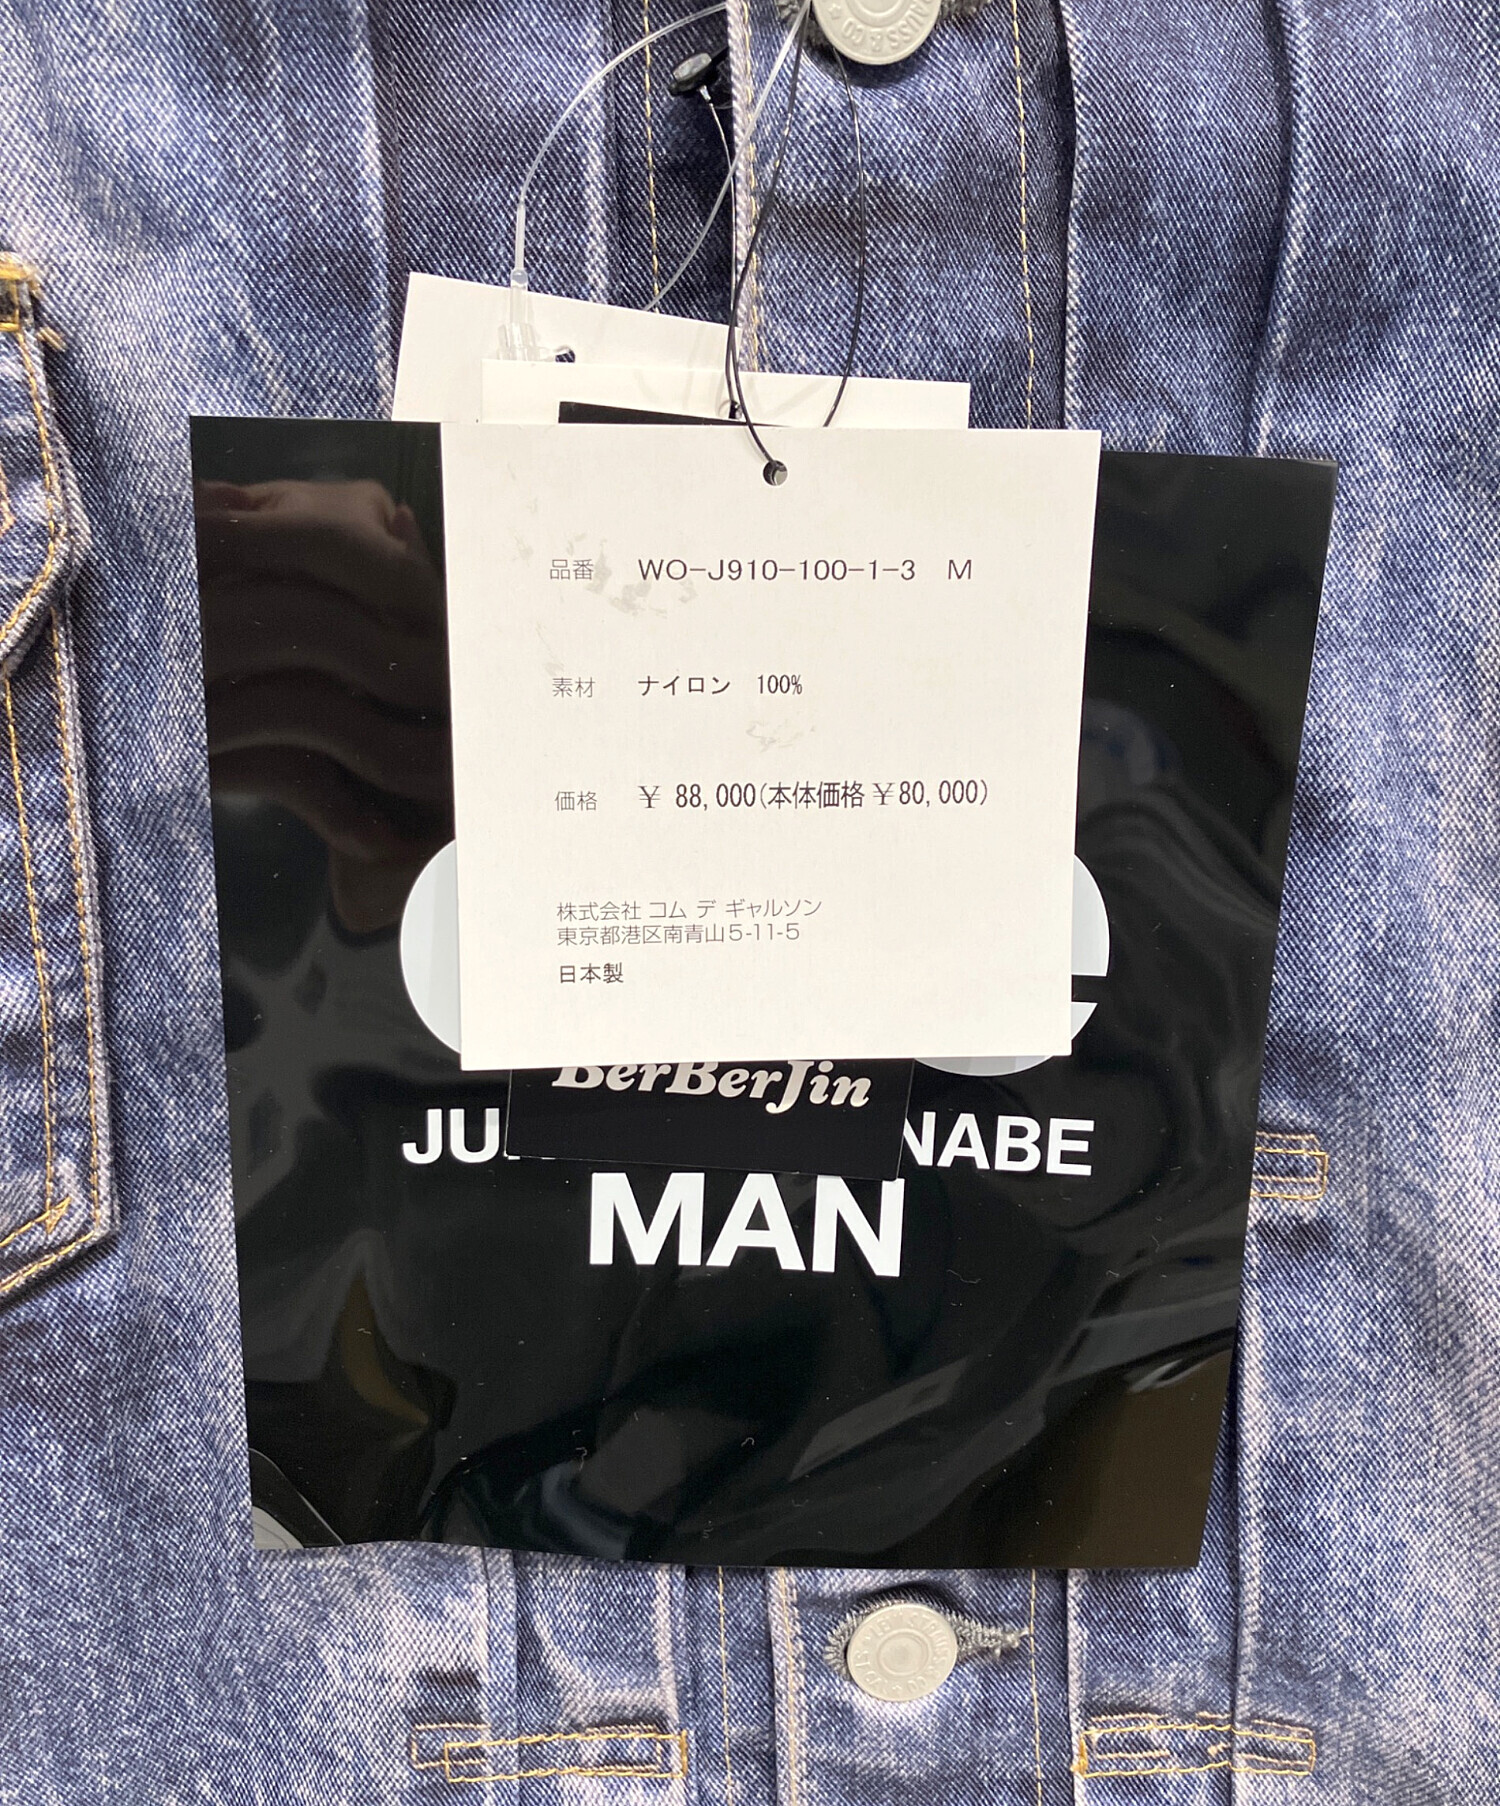 品番 WO-J910-100-1-3 M
素材 ナイロン 100%
価格 ¥ 88,000(本体価格¥80,000)
株式会社 コム デ ギャルソン
東京都港区南青山5-11-5
日本製
e
BerBerJin
JU NABE
MAN